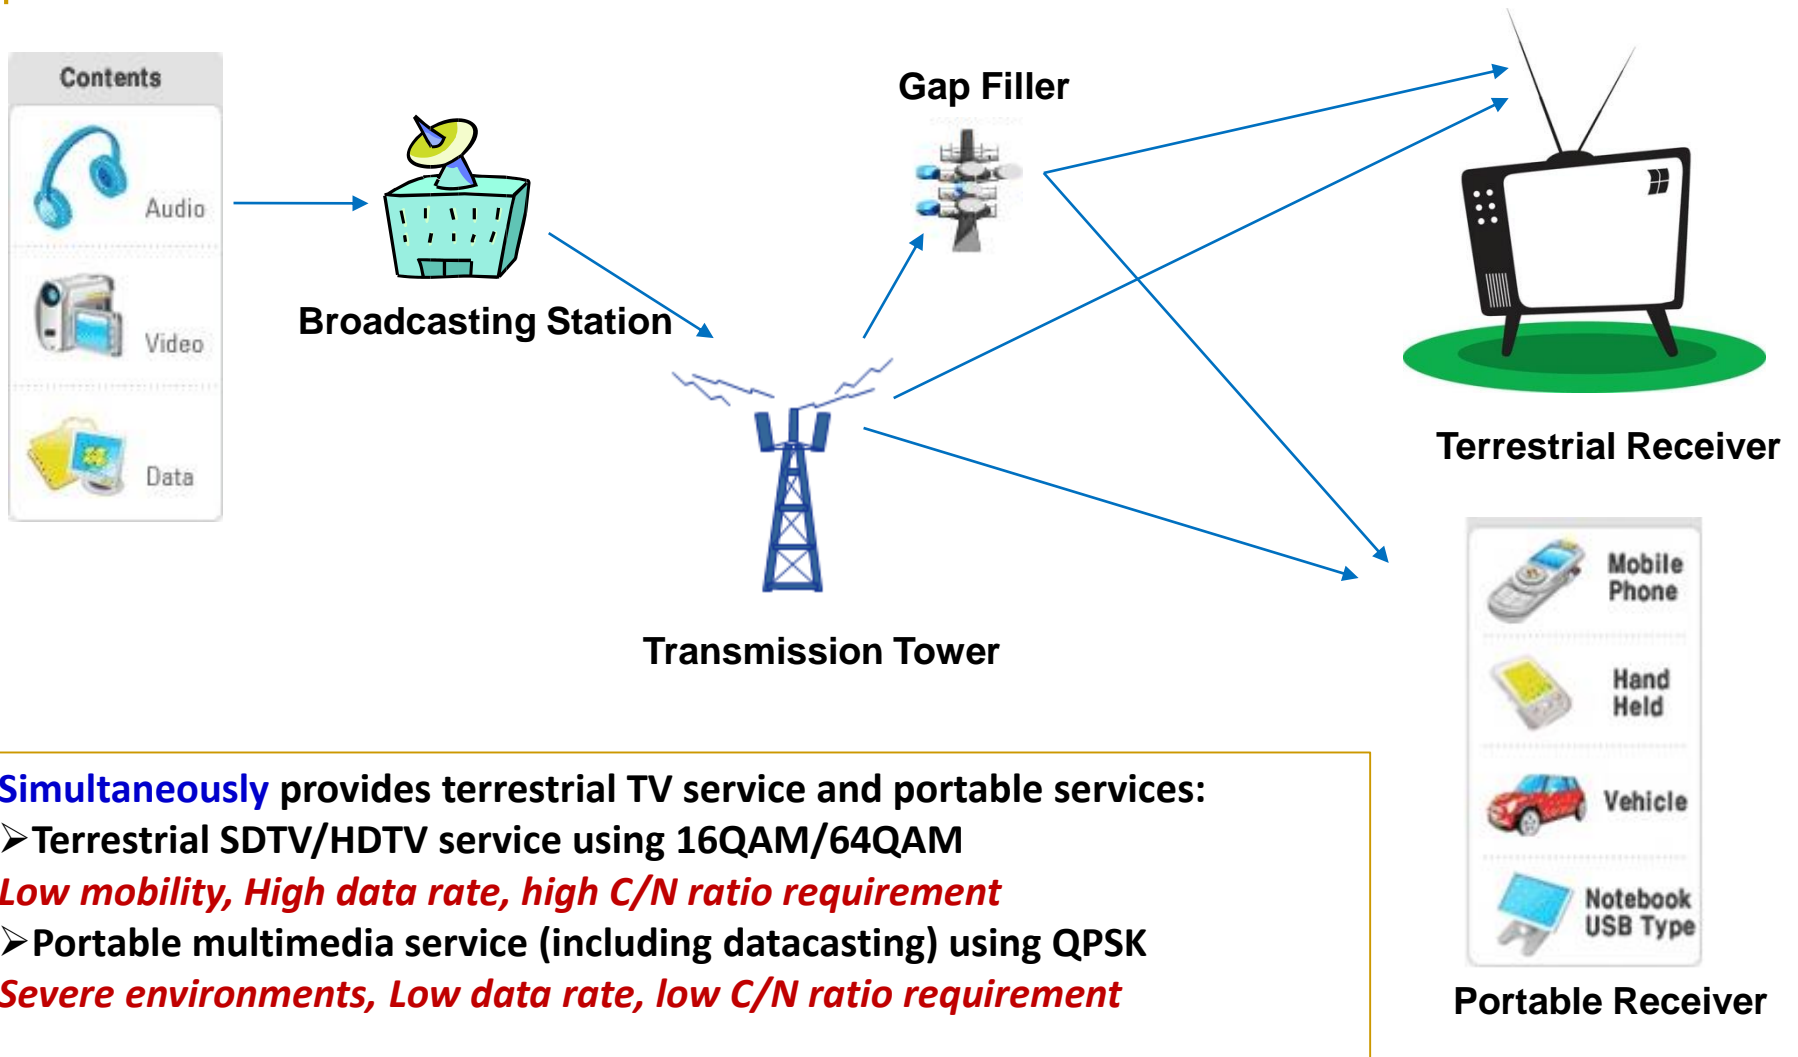 Contents
Audio
Video
Data
Broadcasting Station
Gap Filler
Transmission Tower
Terrestrial Receiver
Mobile
Phone
Hand
Held
Vehicle
Notebook
USB Type
Portable Receiver
Simultaneously provides terrestrial TV service and portable services:
➢Terrestrial SDTV/HDTV service using 16QAM/64QAM
Low mobility, High data rate, high C/N ratio requirement
➢Portable multimedia service (including datacasting) using QPSK
Severe environments, Low data rate, low C/N ratio requirement